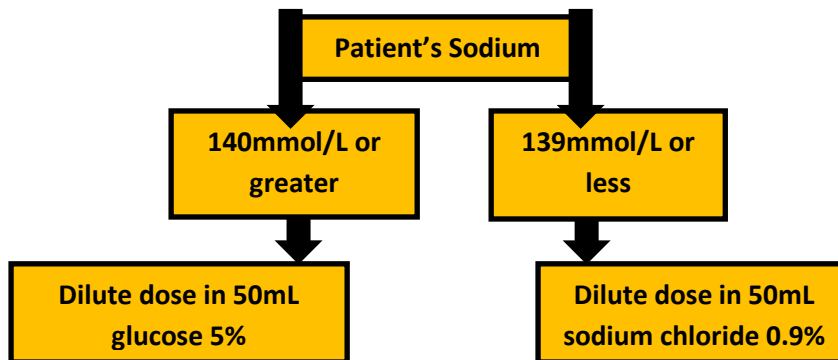 Patient’s Sodium
140mmol/L or
greater
139mmol/L or
less
Dilute dose in 50mL
glucose 5%
Dilute dose in 50mL
sodium chloride 0.9%